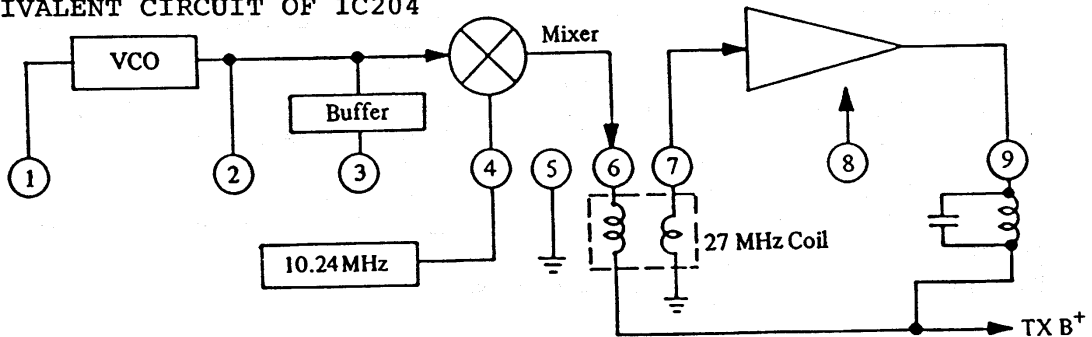 IVALENT CIRCUIT OF IC204
Mixer
VCO
Buffer
1
2
3
4
5
6
7
8
9
27 MHz Coil
10.24MHz
TX B+